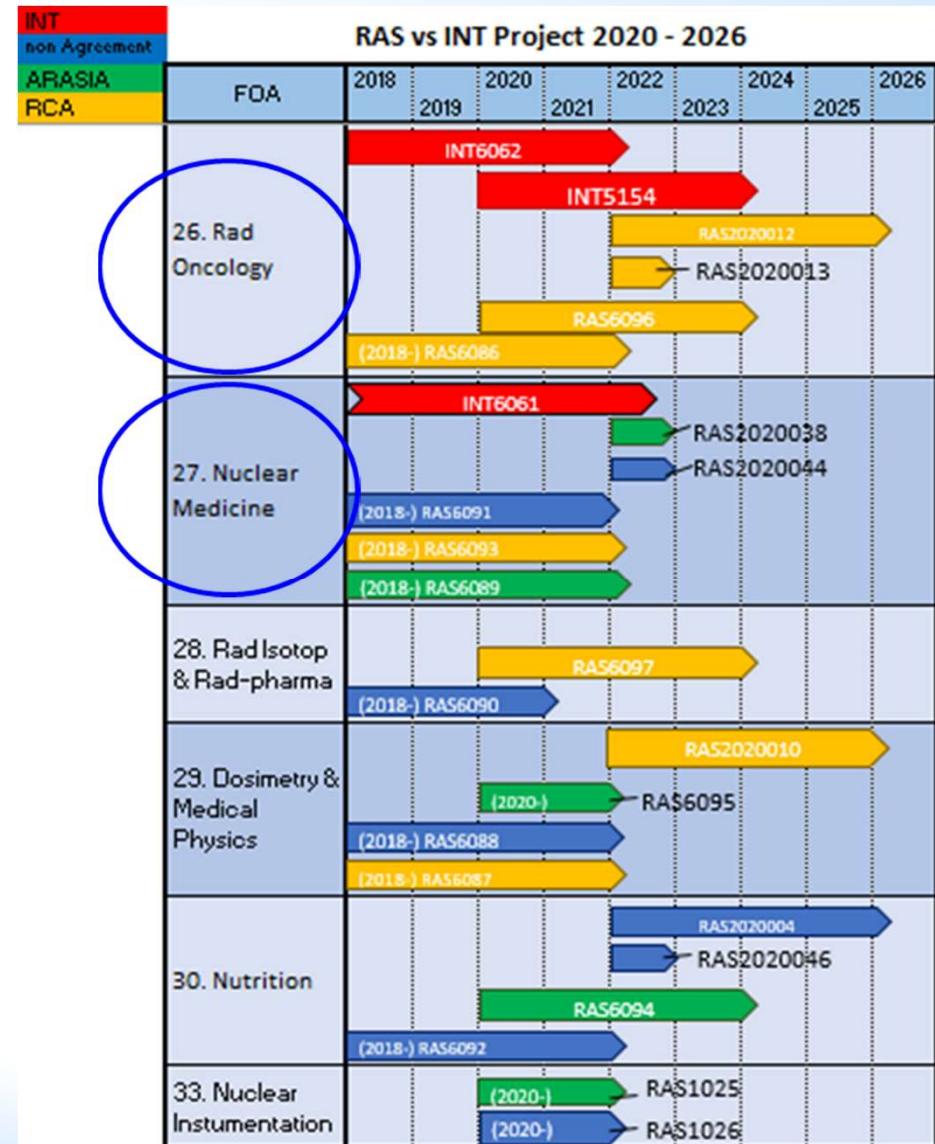 INT
non Agreement
ARASIA
RCA
RAS vs INT Project 2020 - 2026
FOA
2018 2020 2022 2024 2026
2019 2021 2023 2025
26. Rad
Oncology
INT6062
INT5154
RAS2020012
RAS2020013
RAS6096
(2018-) RAS6086
27. Nuclear
Medicine
INT6061
RAS2020038
RAS2020044
(2018-) RAS6091
(2018-) RAS6093
(2018-) RAS6089
28. Rad Isotop
& Rad-pharma
RAS6097
(2018-) RAS6090
29. Dosimetry &
Medical
Physics
RAS2020010
(2020-) RAS6095
(2018-) RAS6088
(2018-) RAS6087
30. Nutrition
RAS2020004
RAS2020046
RAS6094
(2018-) RAS6092
33. Nuclear
Instumentation
(2020-) RAS1025
(2020-) RAS1026